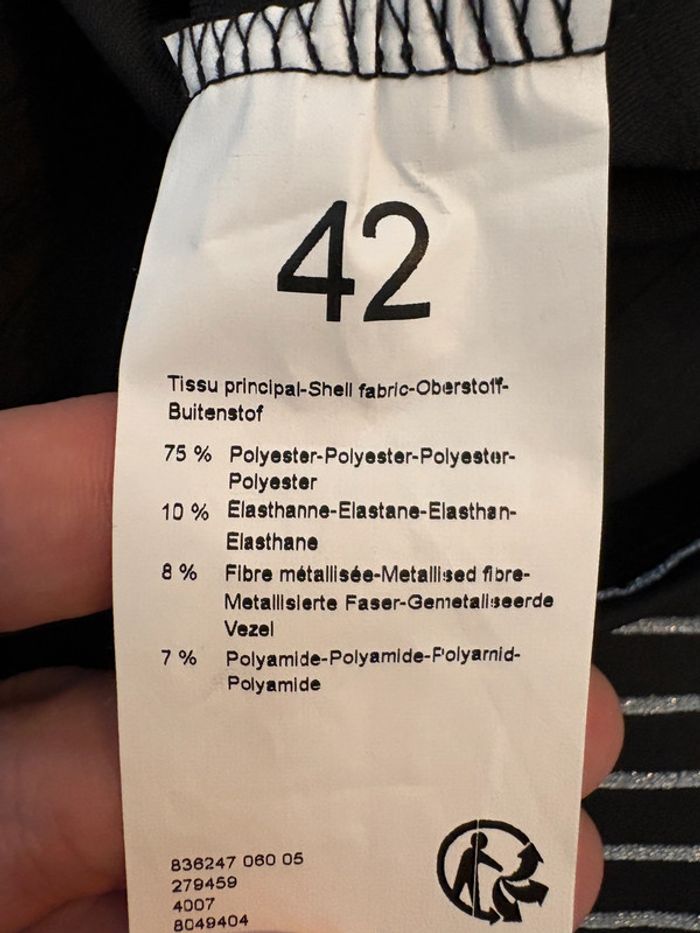 42
Tissu principal-Shell fabric-Oberstoff-
Buitenstof
75 % Polyester-Polyester-Polyester-
Polyester
10 % Elasthanne-Elastane-Elasthan-
Elasthane
8 % Fibre métallisée-Metallised fibre-
Metallisierte Faser-Gemetaliseerde
Vezel
7 % Polyamide-Polyamide-Polyamid-
Polyamide
836247 060 05
279459
4007
8049404